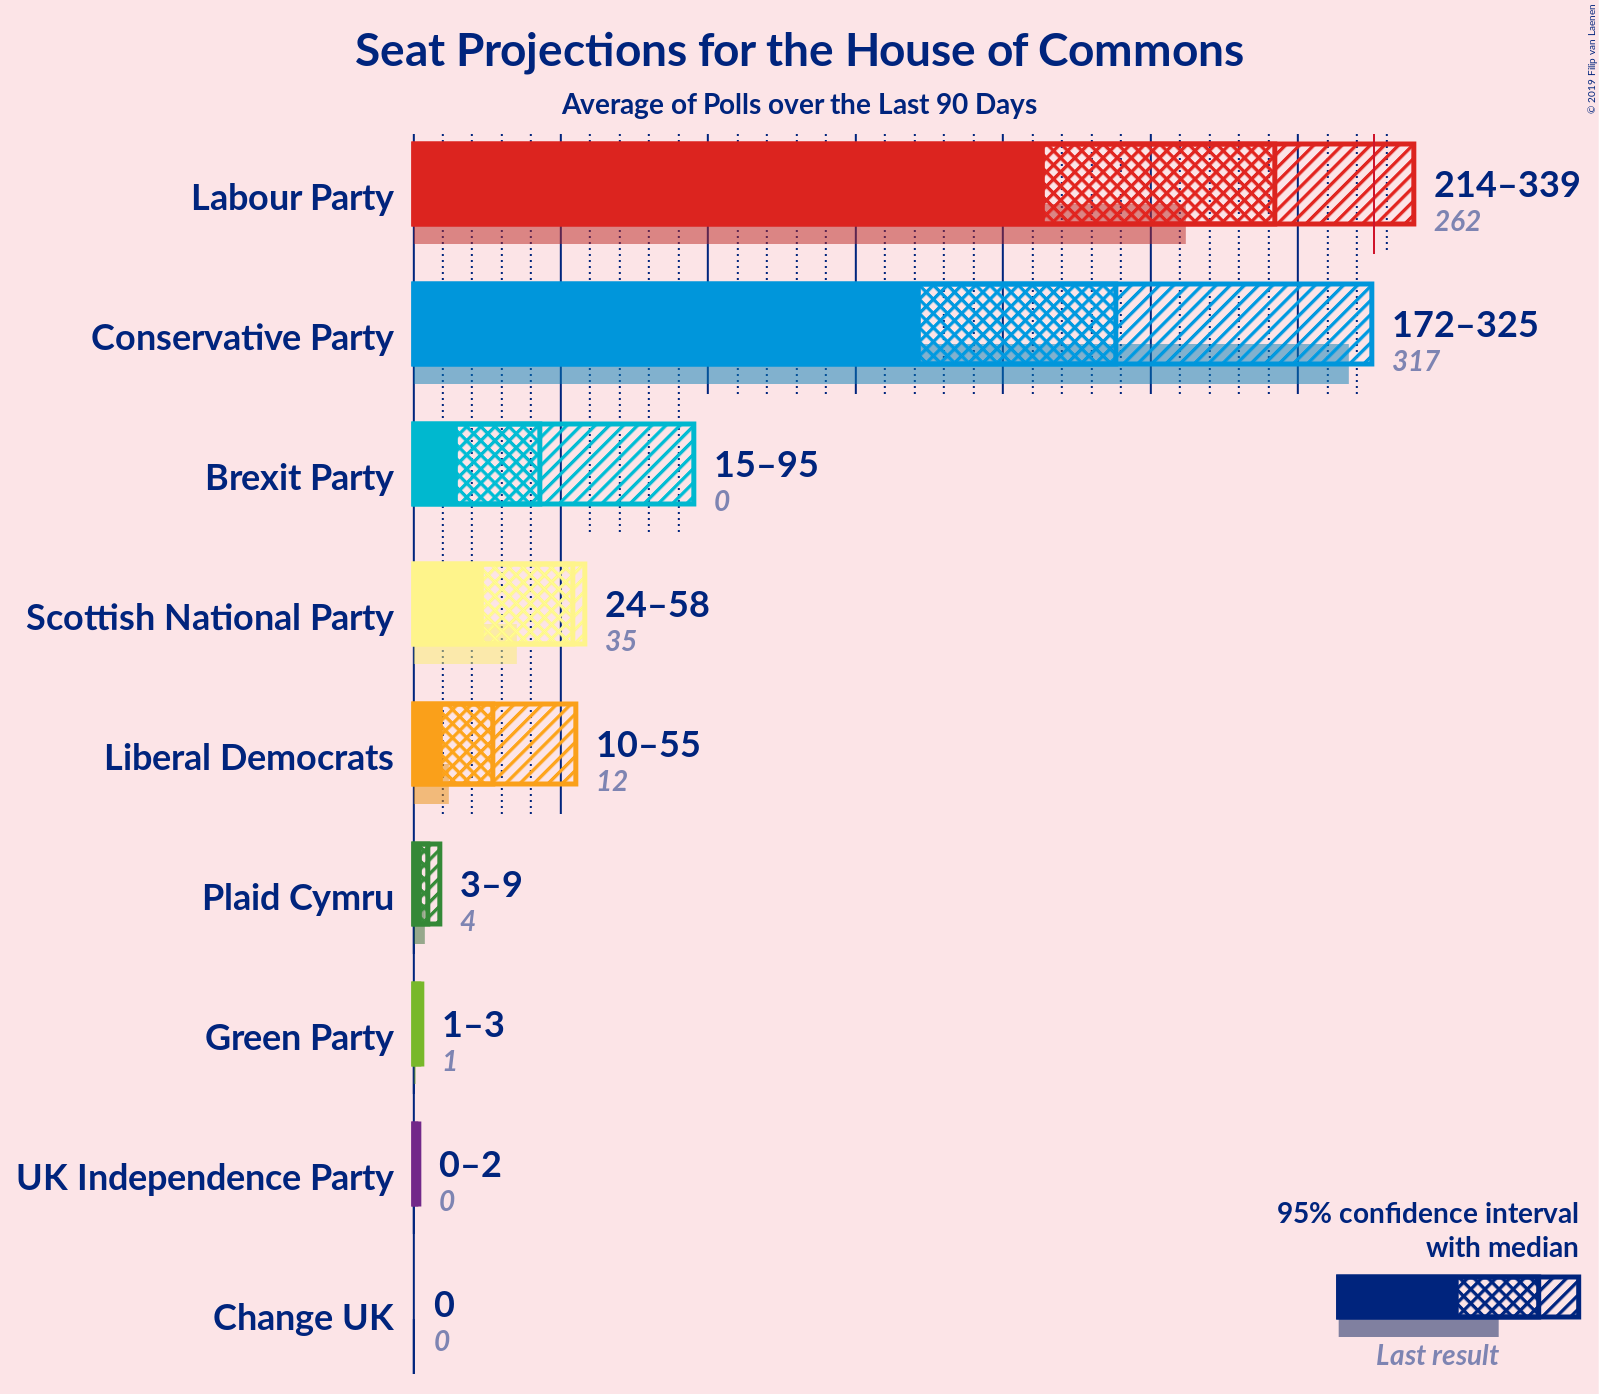 Seat Projections for the House of Commons
Average of Polls over the Last 90 Days
© 2019 Filip van Laenen
Labour Party
214–339
262
Conservative Party
172–325
317
Brexit Party
15–95
0
Scottish National Party
24–58
35
Liberal Democrats
10–55
12
Plaid Cymru
3–9
4
Green Party
1–3
1
UK Independence Party
0–2
0
Change UK
0
0
95% confidence interval
with median
Last result